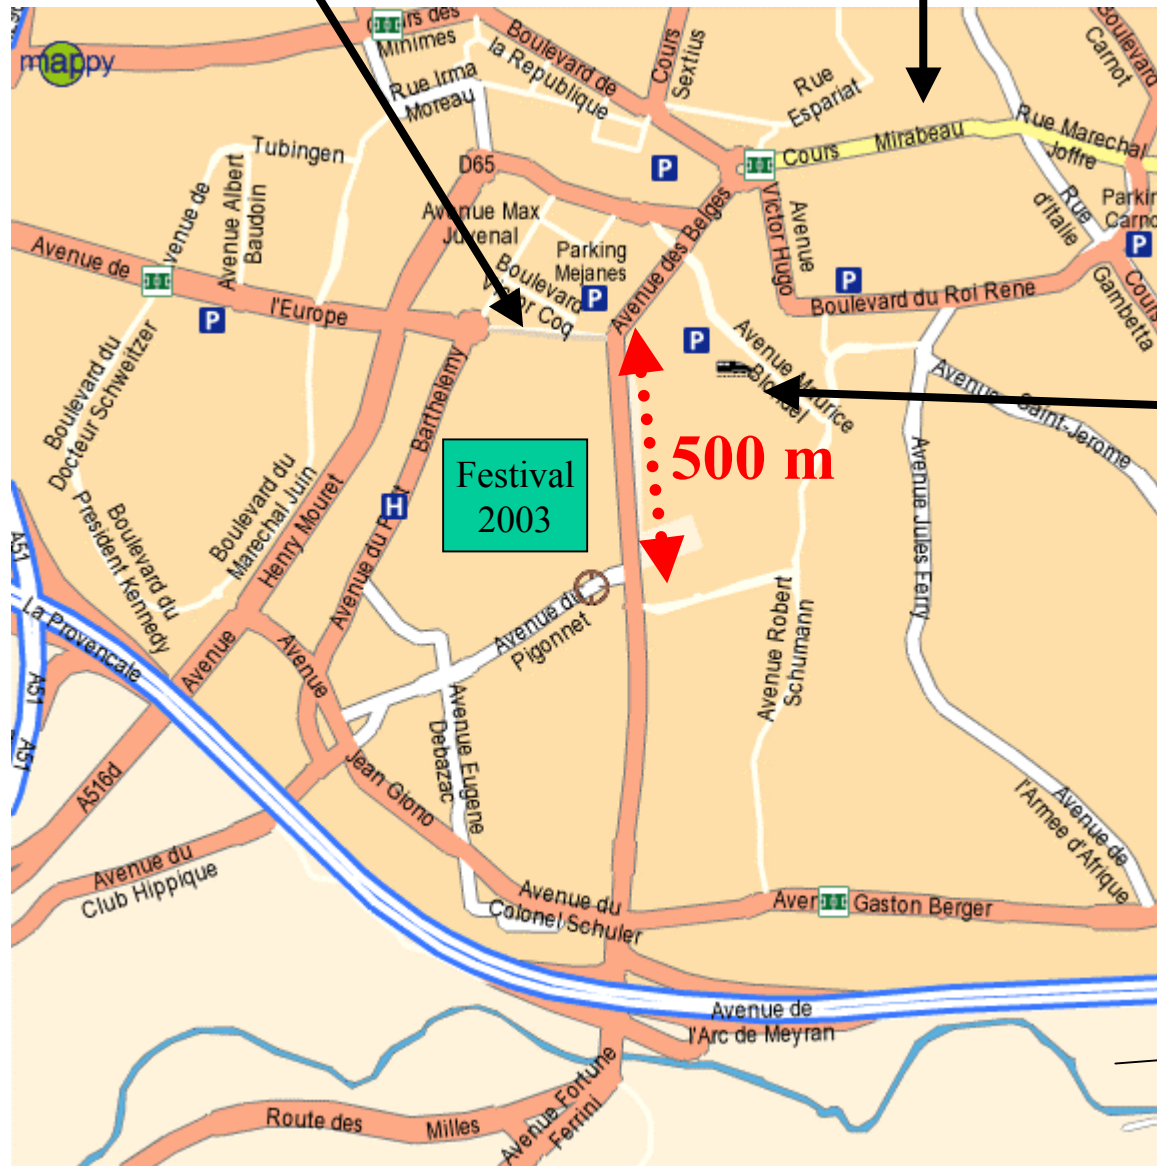 mappy
Cours des
Minimes
Boulevard de
la Republique
Cours
Sextius
Rue
Espariat
Boulevard
Carnot
Rue Irma
Moreau
Cours
Mirabeau
Rue Marechal
Joffre
Tubingen
D65
P
Avenue Albert
Baudoin
Avenue Max
Juvenal
Parking
Mejanes
Boulevard
Victor Coq
P
Avenue des Belges
Avenue
Victor Hugo
Rue
d'Italie
Parking
Carnot
P
Cours
Gambetta
P
Boulevard du Roi Rene
Avenue de
l'Europe
P
P
Avenue Maurice
Blondel
Avenue Saint-Jerome
Boulevard du
Docteur Schweitzer
Barthelemy
Festival
2003
500 m
H
Boulevard du
Marechal Juin
Henry Mouret
Avenue du
Boulevard du
President Kennedy
Avenue Jules Ferry
A51
La Provencale
A51
A51
Avenue
Avenue
Avenue du
Pigonnet
Avenue Robert
Schumann
Avenue Eugene
Debazac
A516d
Jean Giono
Avenue de
l'Armee d'Afrique
Avenue du
Club Hippique
Avenue du
Colonel Schuler
Gaston Berger
Avenue de
l'Arc de Meyran
Avenue Fortune
Ferrini
Route des
Milles